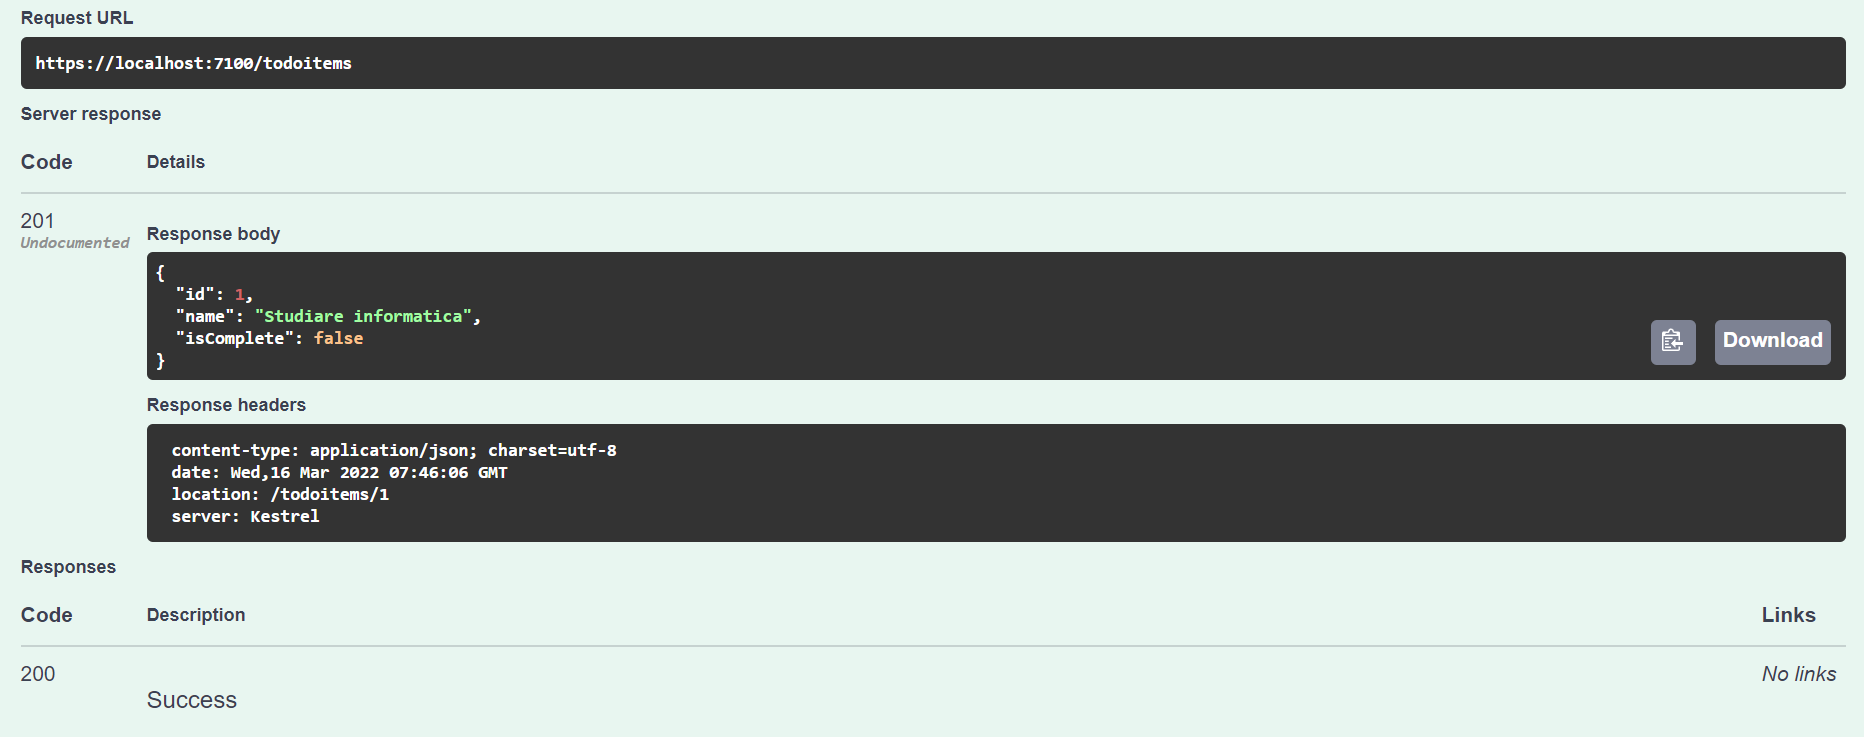 Request URL
https://localhost:7100/todoitems
Server response
Code Details
201
Undocumented
Response body
{
  "id": 1,
  "name": "Studiare informatica",
  "isComplete": false
}
Download
Response headers
content-type: application/json; charset=utf-8
date: Wed,16 Mar 2022 07:46:06 GMT
location: /todoitems/1
server: Kestrel
Responses
Code Description Links
200 No links
Success